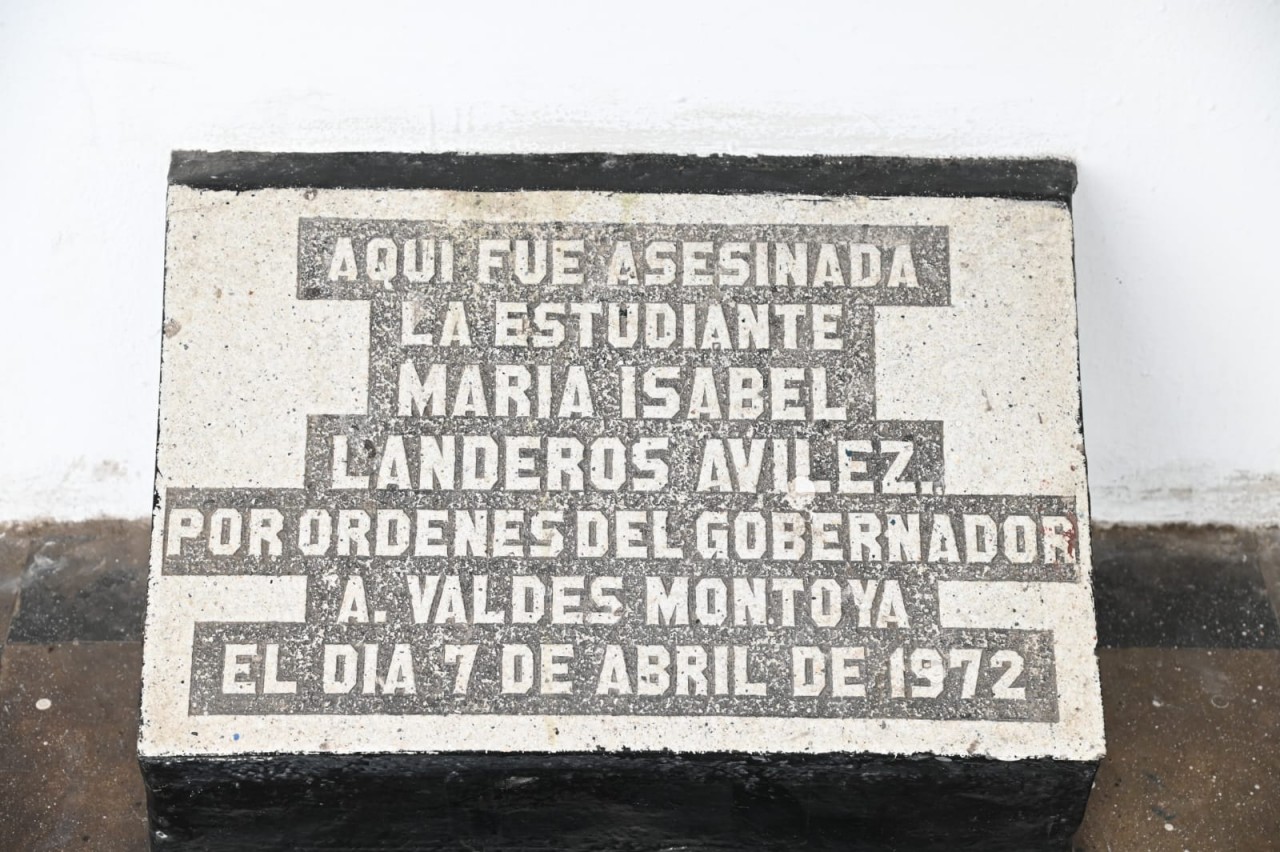 AQUI FUE ASESINADA
LA ESTUDIANTE
MARIA ISABEL
LANDEROS AVILEZ.
POR ORDENES DEL GOBERNADOR
A. VALDES MONTOYA
EL DIA 7 DE ABRIL DE 1972